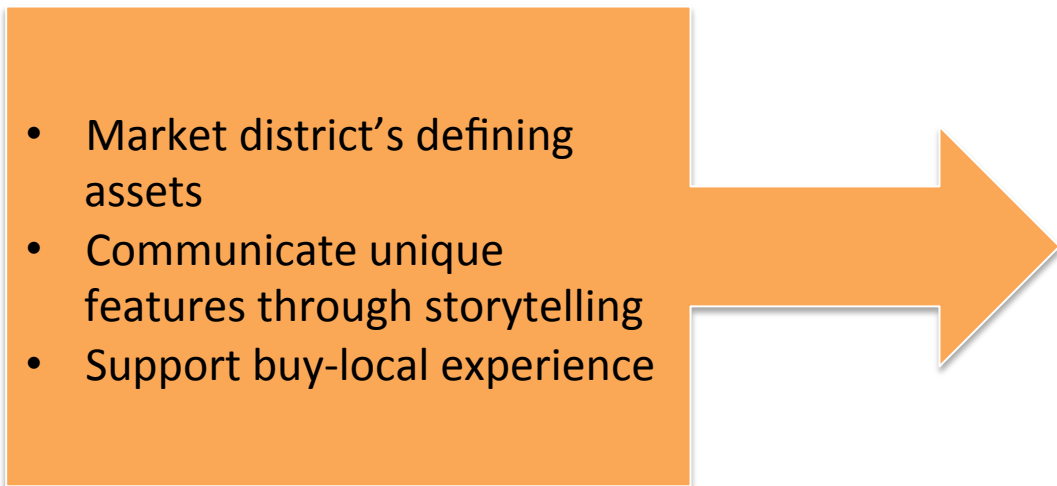 • Market district’s defining
assets
• Communicate unique
features through storytelling
• Support buy-local experience